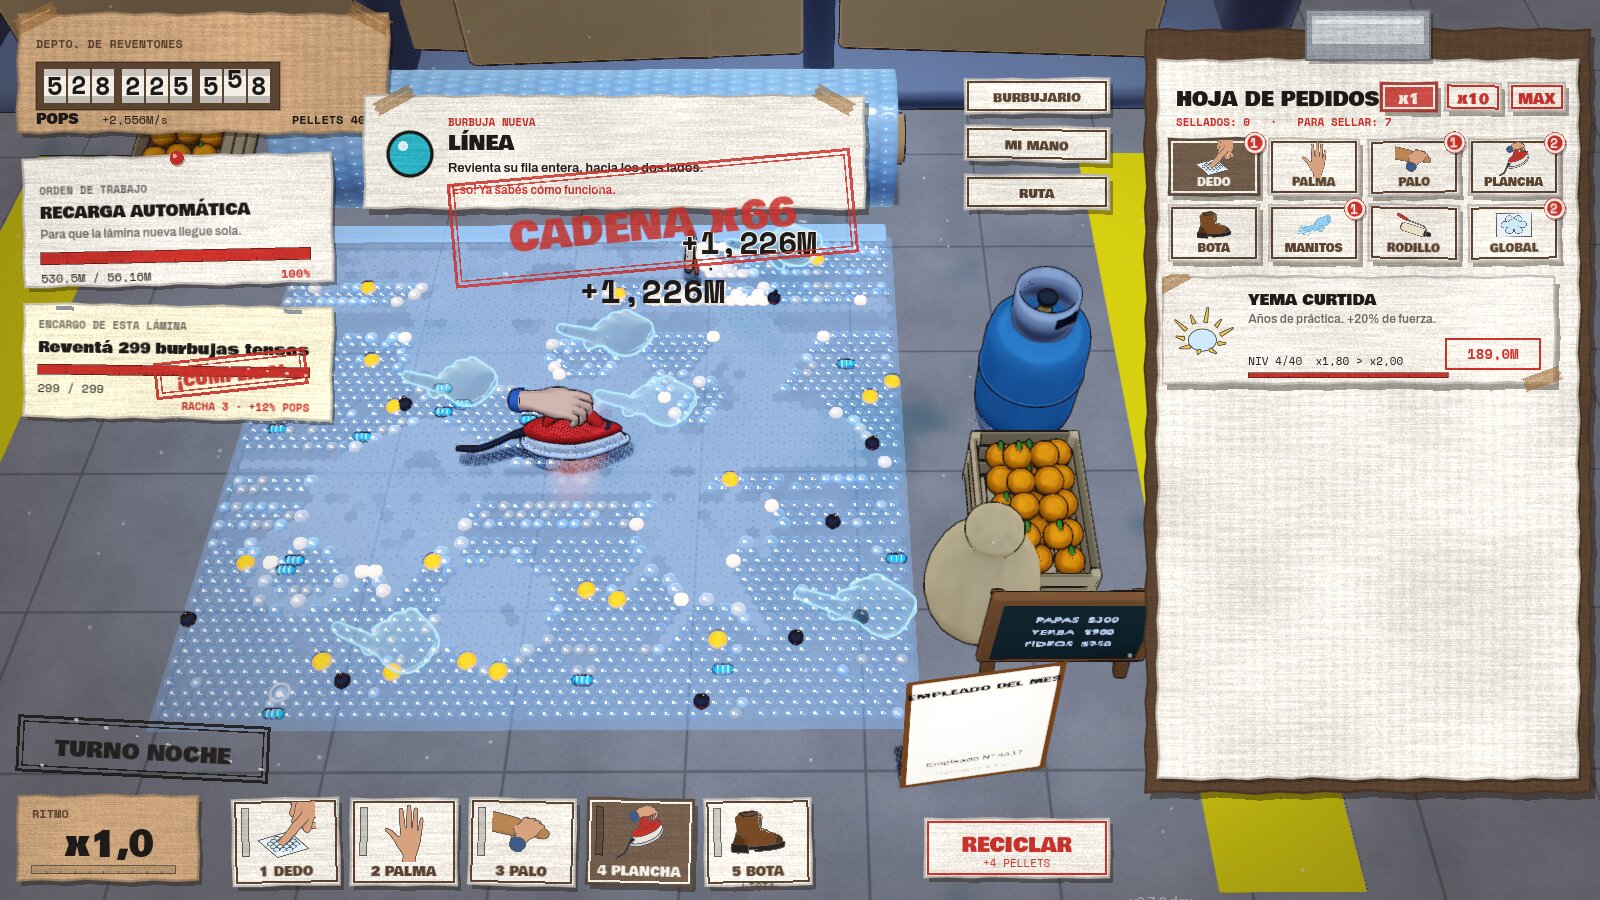 DEPTO. DE REVENTONES
528 225 558
POPS +2,556M/s PELLETS 40
ORDEN DE TRABAJO
RECARGA AUTOMÁTICA
Para que la lámina nueva llegue sola.
530.5M / 56.16M 100%
ENCARGO DE ESTA LÁMINA
Reventá 299 burbujas tensas
299 / 299
RACHA 3 · +12% POPS
BURBUJA NUEVA
LÍNEA
Revienta su fila entera, hacia los dos lados.
¡Eso! Ya sabés cómo funciona.
CADENA x66
+1,226M
+1,226M
BURBUJARIO
MI MANO
RUTA
HOJA DE PEDIDOS x1 x10 MAX
SELLADOS: 0 · PARA SELLAR: 7
DEDO 1
PALMA
PALO 1
PLANCHA 2
BOTA
MANITOS 1
RODILLO
GLOBAL 2
YEMA CURTIDA
Años de práctica. +20% de fuerza.
NIV 4/40 x1,80 > x2,00
189,0M
PAPAS $300
YERBA $900
FIDEOS
EMPLEADO DEL MES
Empleado N°
TURNO NOCHE
RITMO
x1,0
1 DEDO
2 PALMA
3 PALO
4 PLANCHA
5 BOTA
RECICLAR
+4 PELLETS